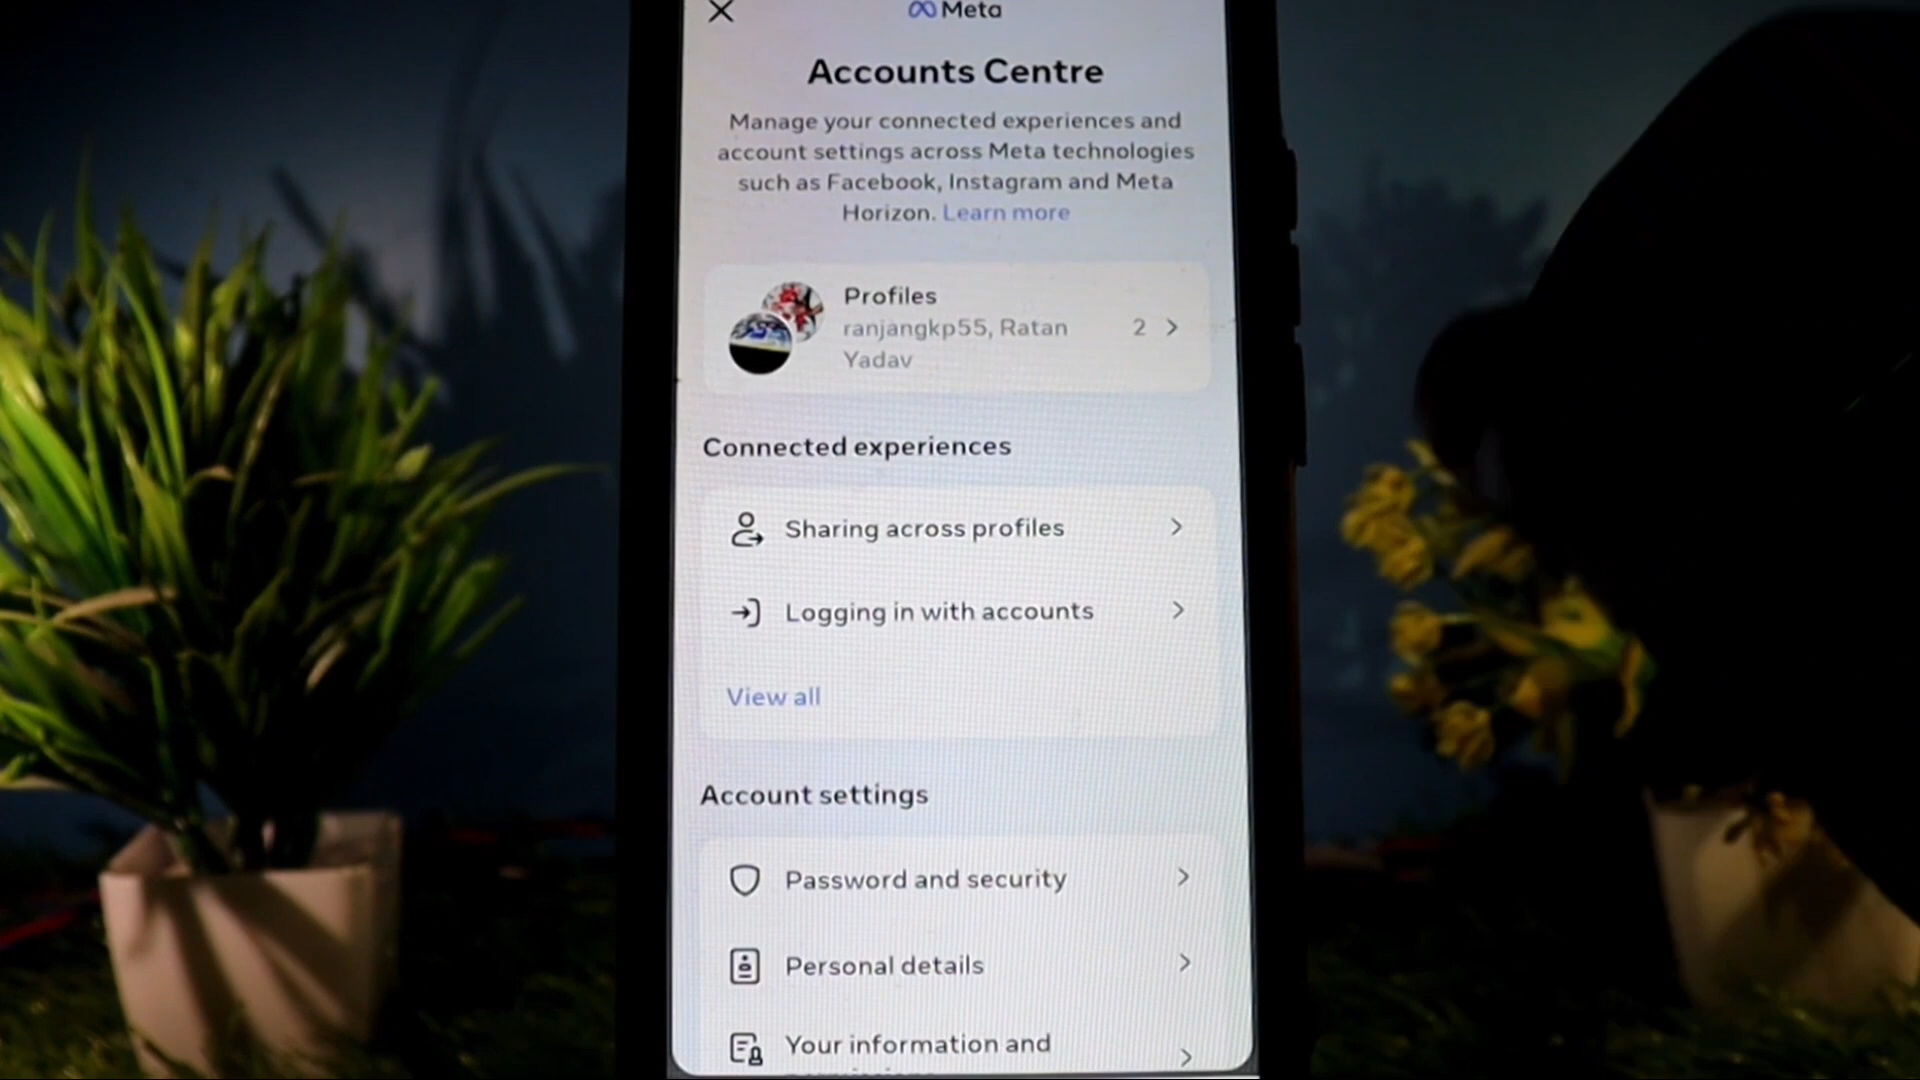 Meta
Accounts Centre
Manage your connected experiences and
account settings across Meta technologies
such as Facebook, Instagram and Meta
Horizon. Learn more
Profiles
ranjangkp55, Ratan
Yadav
2
Connected experiences
Sharing across profiles
Logging in with accounts
View all
Account settings
Password and security
Personal details
Your information and